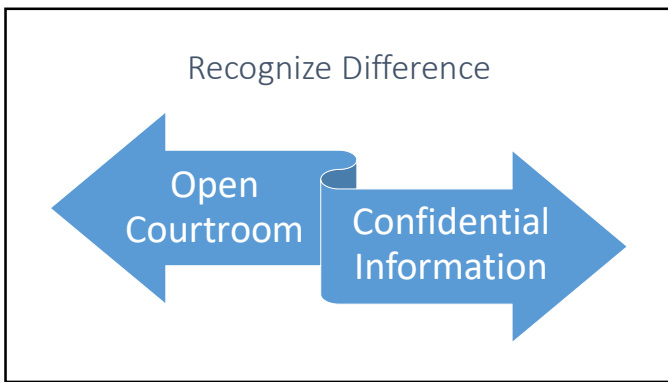 Recognize Difference
Open
Courtroom
Confidential
Information